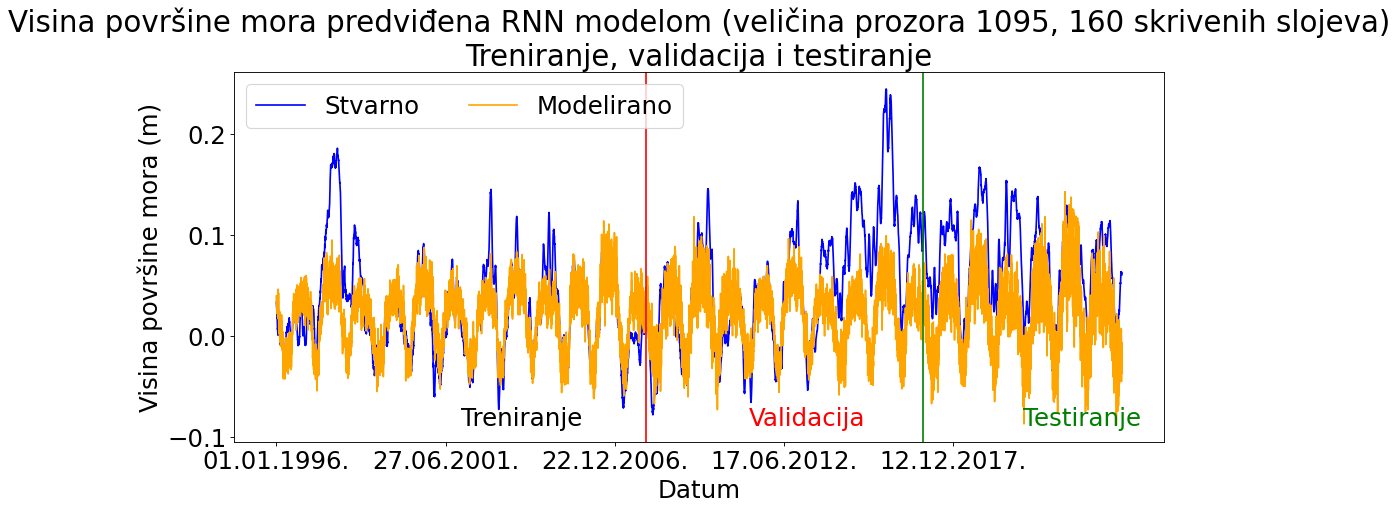 Visina površine mora predviđena RNN modelom (veličina prozora 1095, 160 skrivenih slojeva)
Treniranje, validacija i testiranje
Stvarno
Modelirano
Visina površine mora (m)
0.2
0.1
0.0
−0.1
Treniranje
Validacija
Testiranje
01.01.1996.
27.06.2001.
22.12.2006.
17.06.2012.
12.12.2017.
Datum